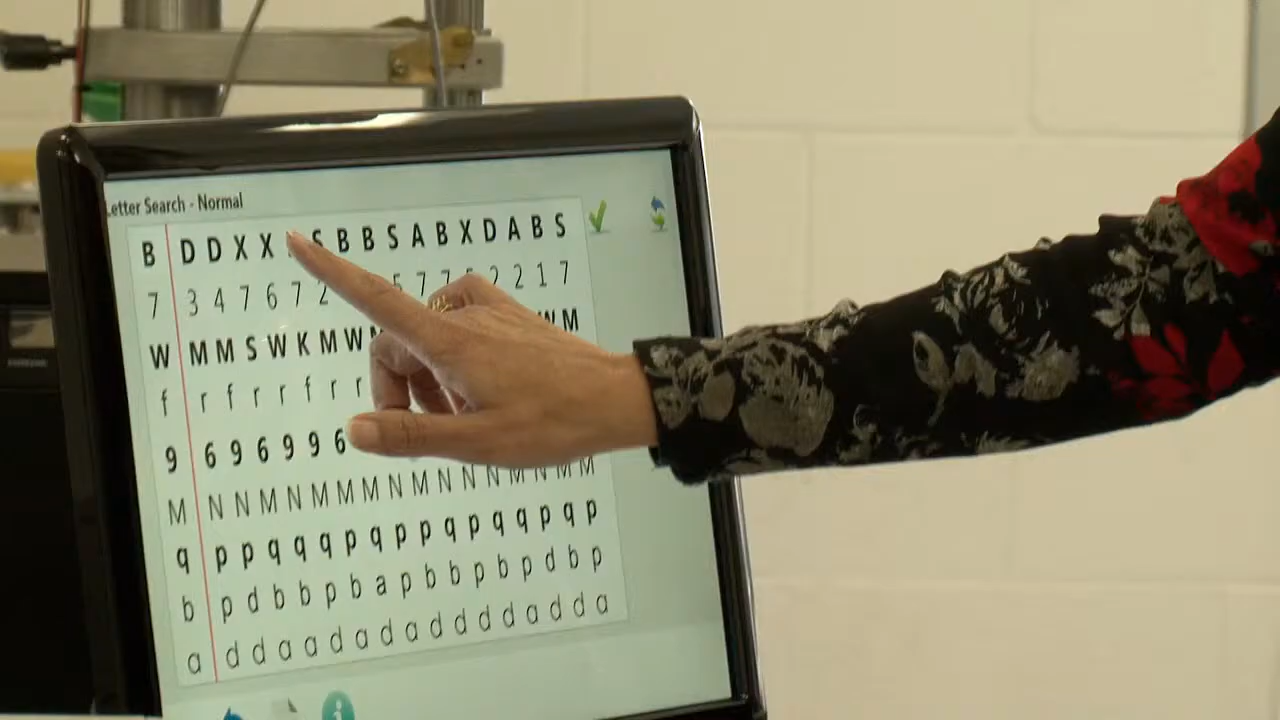 etter Search - Normal
B D D X X S B B S A B X D A B S
7 3 4 7 6 7 2 5 7 7 2 2 1 7
W M M S W K M W W M
f r f r r f r r
9 6 9 6 9 9 6
M N N M N M M M N M N N N M N M M
q p p q q q p q p p q p q q p q p
b p d b b p b a p b b p b p d b p
a d d a a d a d a d d d d a d d a